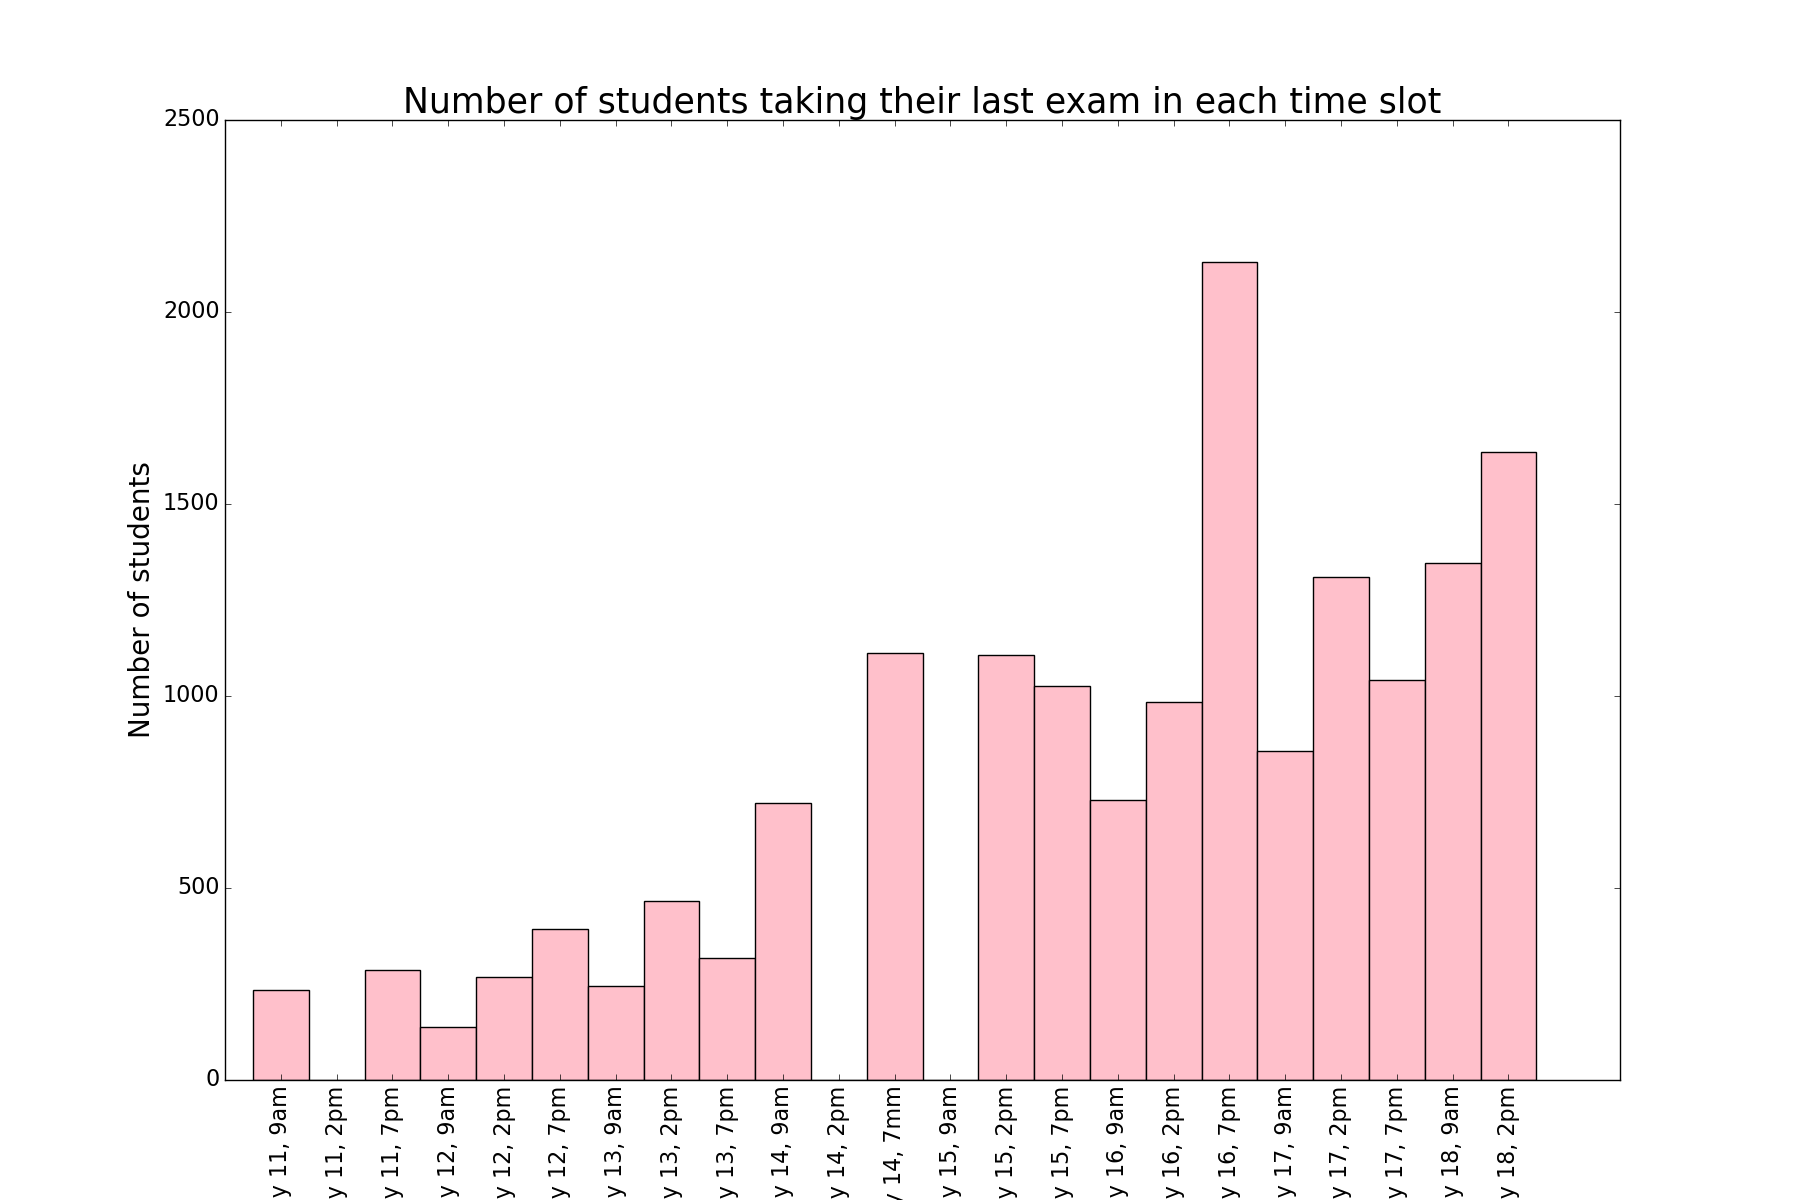 Number of students taking their last exam in each time slot
Number of students
2500
2000
1500
1000
500
0
y 11, 9am
y 11, 2pm
y 11, 7pm
y 12, 9am
y 12, 2pm
y 12, 7pm
y 13, 9am
y 13, 2pm
y 13, 7pm
y 14, 9am
y 14, 2pm
y 14, 7mm
y 15, 9am
y 15, 2pm
y 15, 7pm
y 16, 9am
y 16, 2pm
y 16, 7pm
y 17, 9am
y 17, 2pm
y 17, 7pm
y 18, 9am
y 18, 2pm